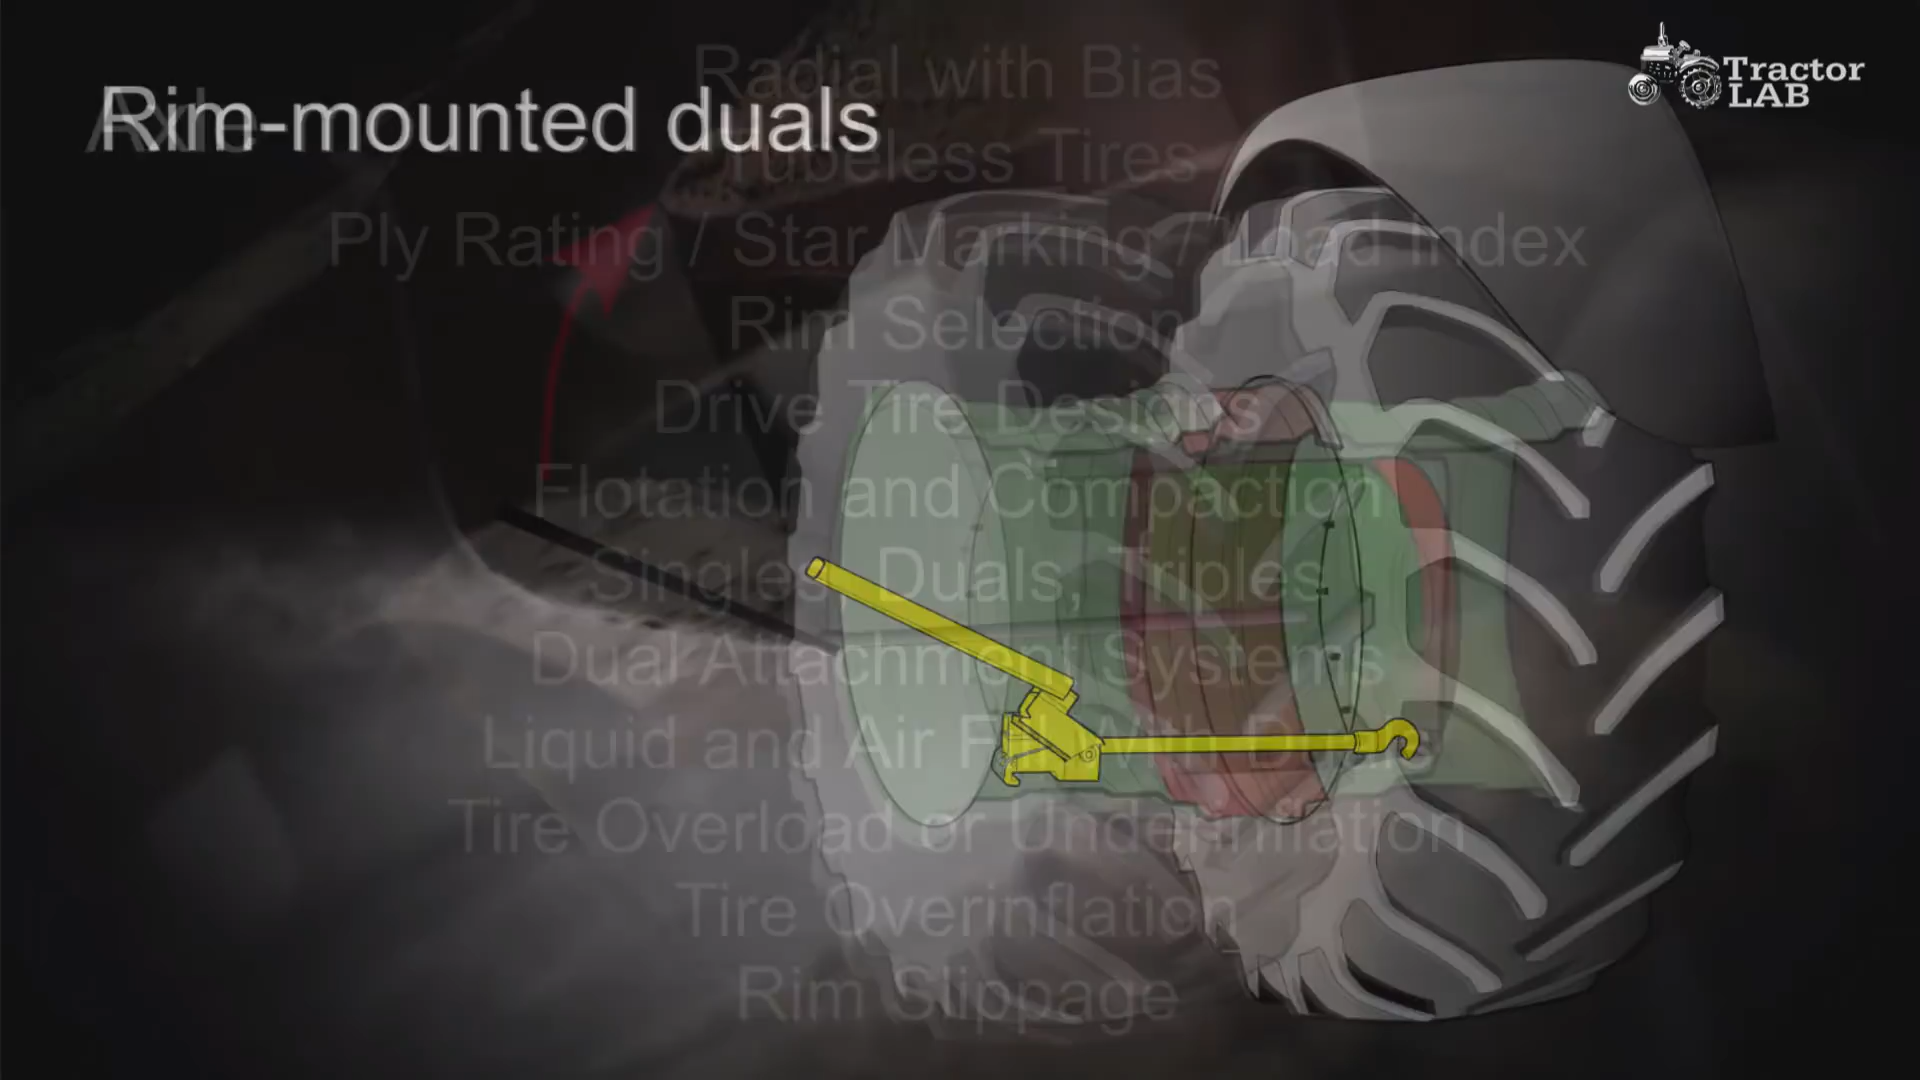 Rim-mounted duals
Axle
Tractor
LAB
Radial with Bias
Tubeless Tires
Ply Rating / Star Marking / Load Index
Rim Selection
Drive Tire Designs
Flotation and Compaction
Singles, Duals, Triples
Dual Attachment Systems
Liquid and Air Fill With Duals
Tire Overload or Underinflation
Tire Overinflation
Rim Slippage